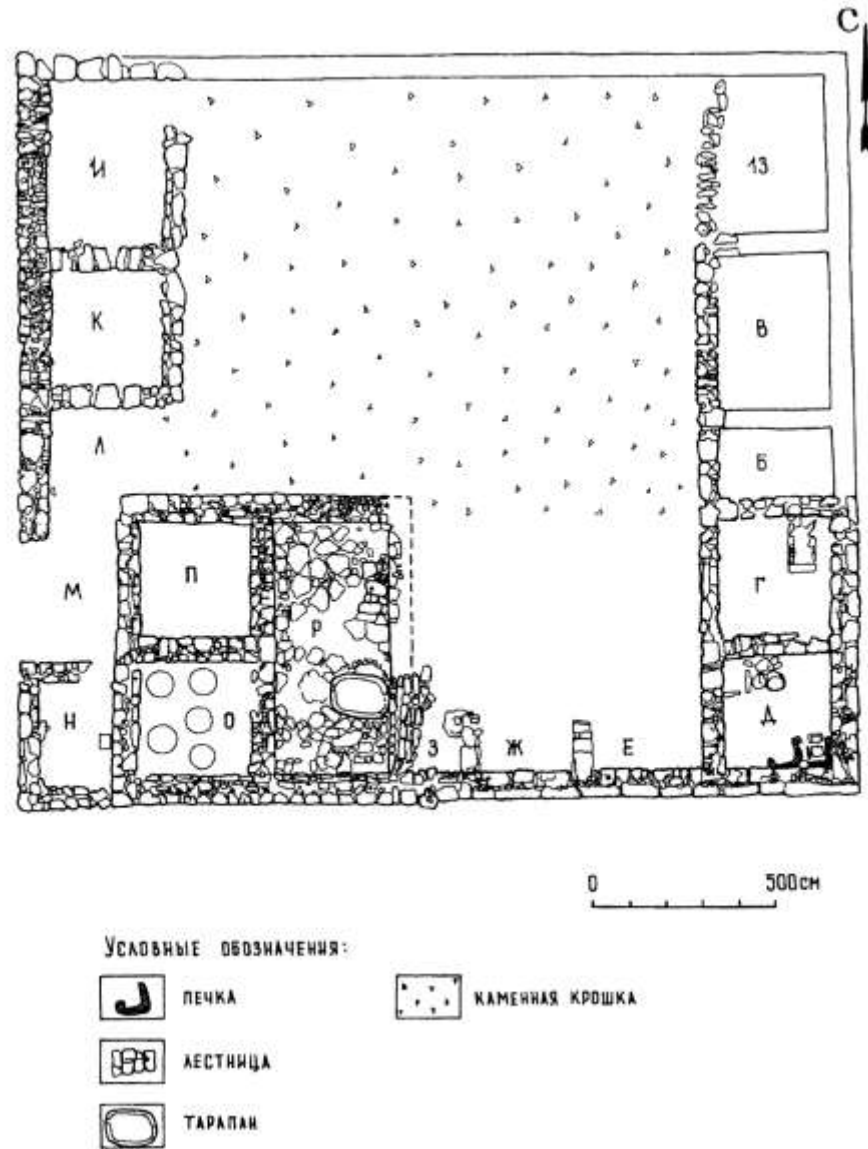 С
И
13
К
В
Л
Б
П
М
Г
Р
Н
О
Д
З
Ж
Е
0 500см
Условные обозначения:
печка
каменная крошка
лестница
тарапан